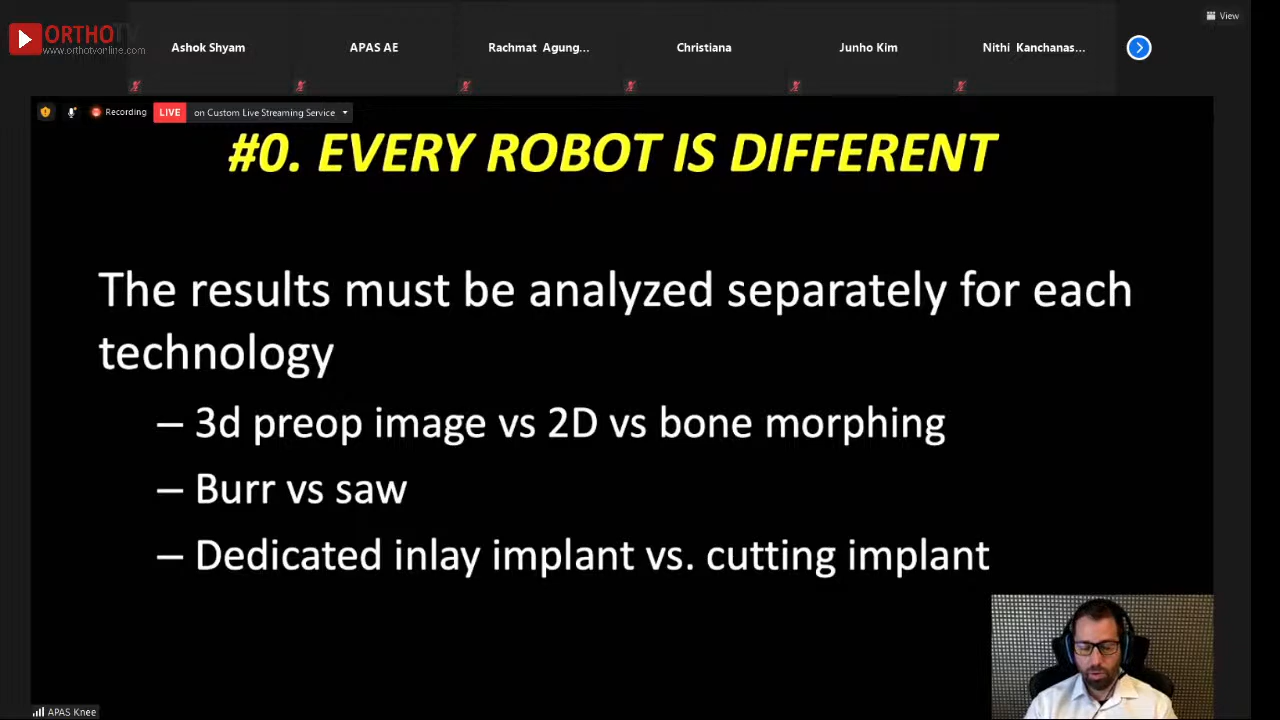 ORTHOTV
www.orthotvonline.com
Ashok Shyam
APAS AE
Rachmat Agung...
Christiana
Junho Kim
Nithi Kanchanas...
View
Recording
LIVE
on Custom Live Streaming Service
#0. EVERY ROBOT IS DIFFERENT
The results must be analyzed separately for each
technology
– 3d preop image vs 2D vs bone morphing
– Burr vs saw
– Dedicated inlay implant vs. cutting implant
APAS Knee